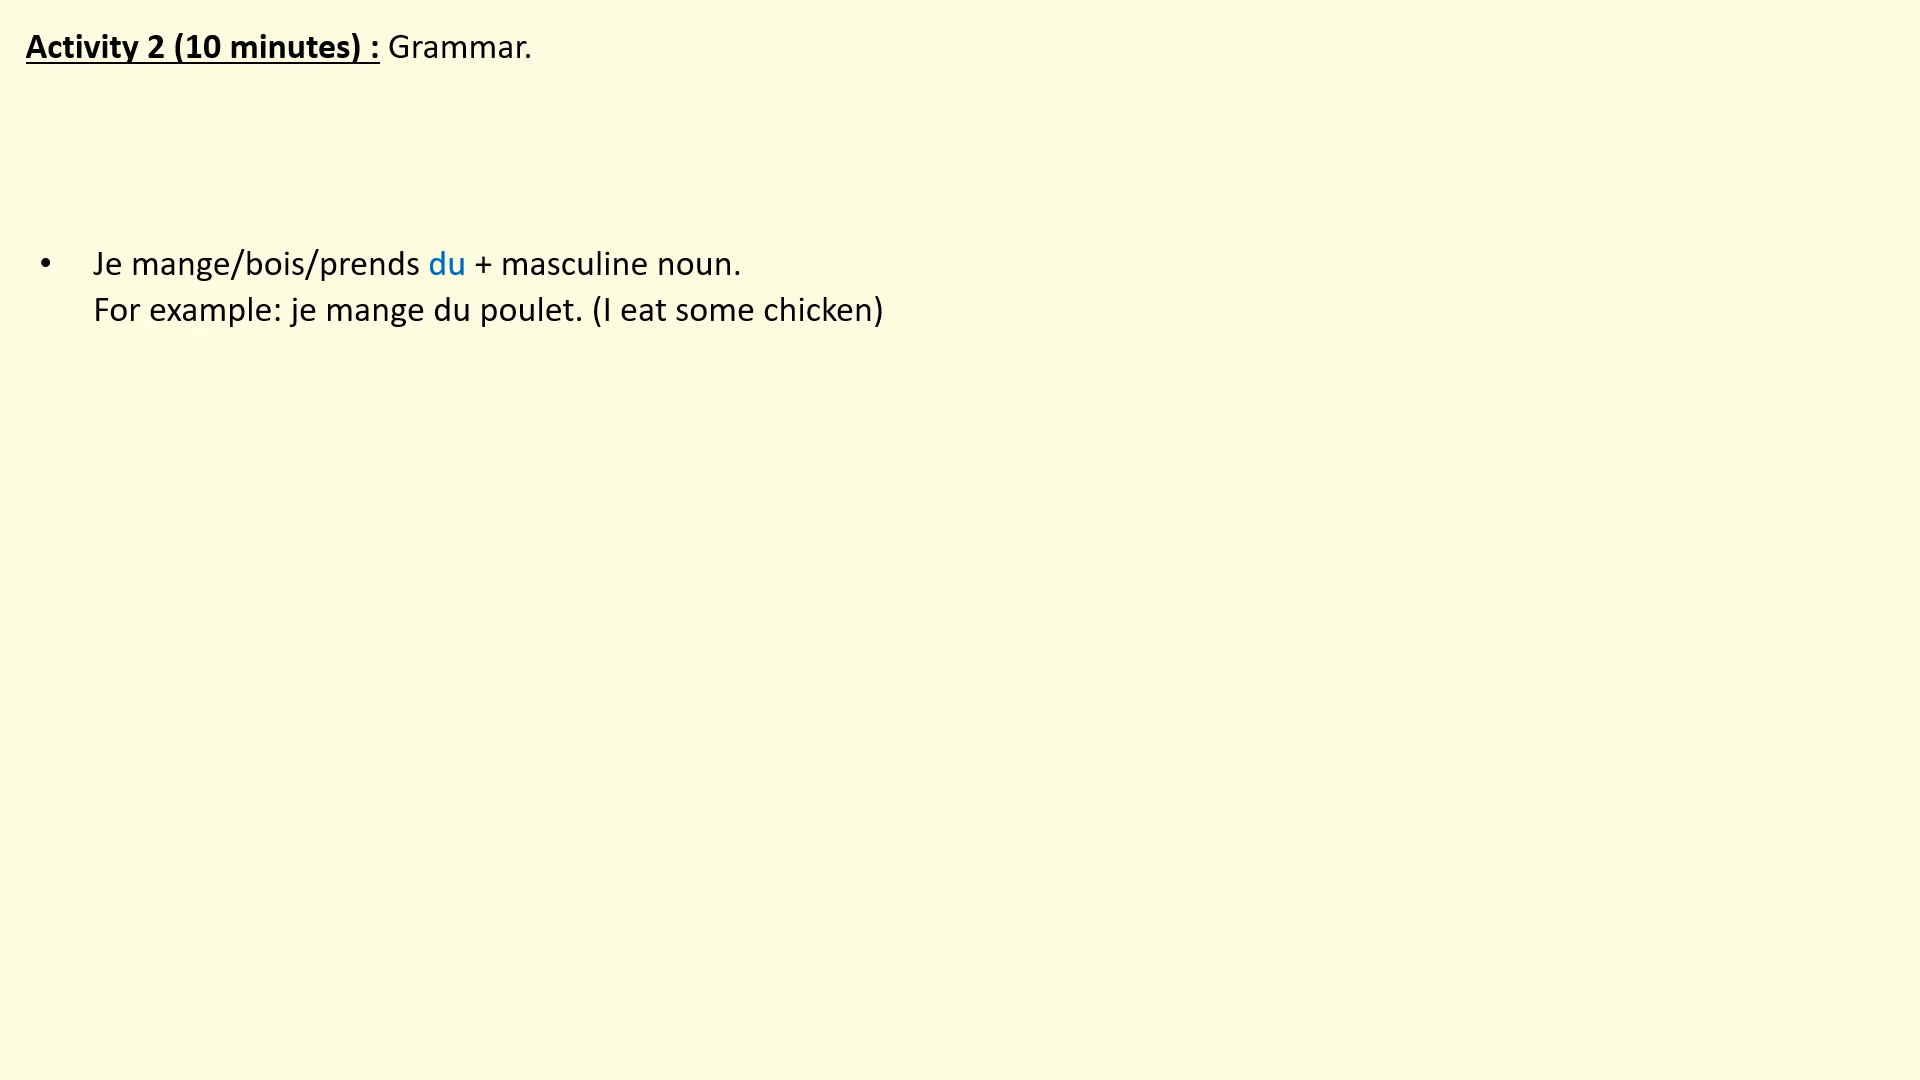 Activity 2 (10 minutes) : Grammar.
• Je mange/bois/prends du + masculine noun.
For example: je mange du poulet. (I eat some chicken)